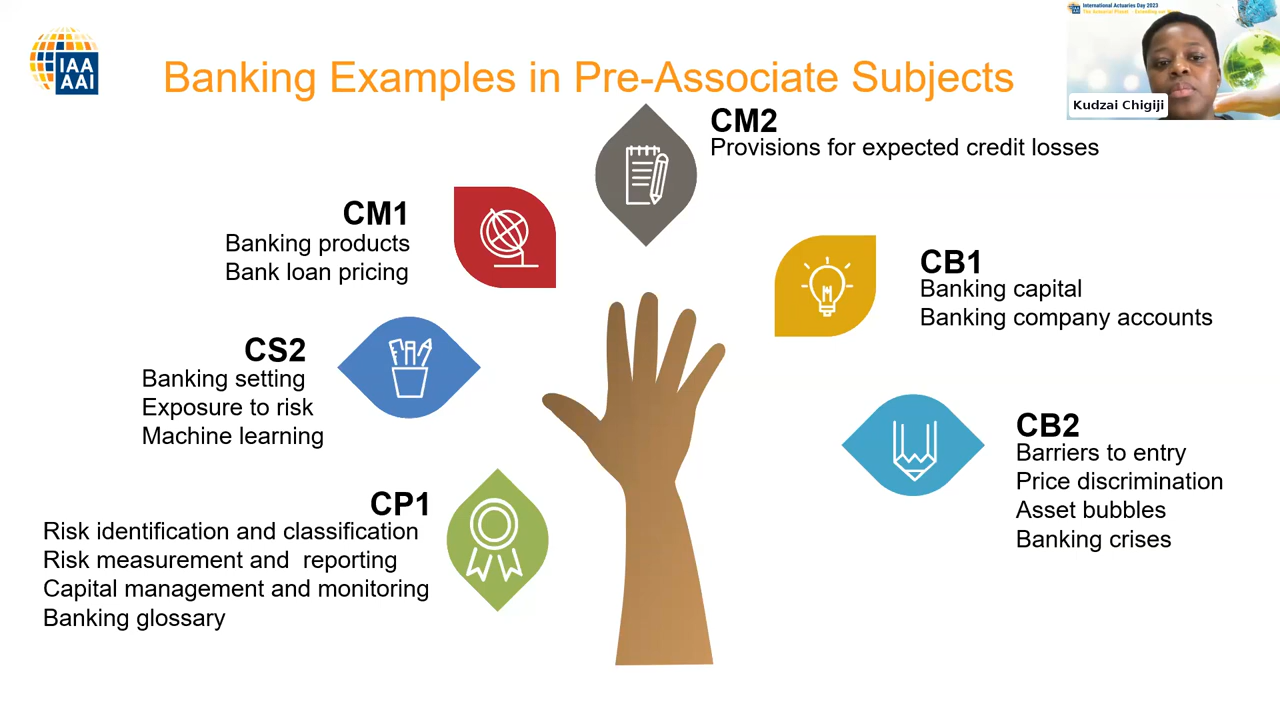 IAA
AAI
Banking Examples in Pre-Associate Subjects
International Actuaries Day 2023
Kudzai Chigiji
CM2
Provisions for expected credit losses
CM1
Banking products
Bank loan pricing
CB1
Banking capital
Banking company accounts
CS2
Banking setting
Exposure to risk
Machine learning
CB2
Barriers to entry
Price discrimination
Asset bubbles
Banking crises
CP1
Risk identification and classification
Risk measurement and  reporting
Capital management and monitoring
Banking glossary